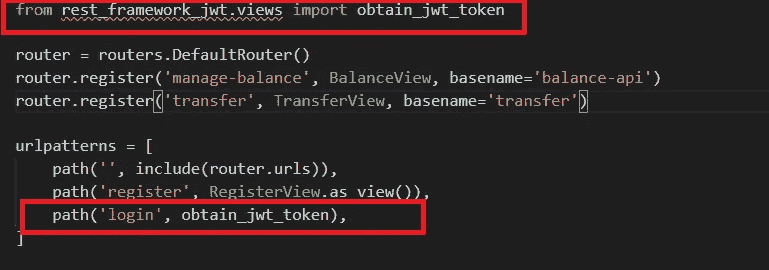 from rest_framework_jwt.views import obtain_jwt_token
router = routers.DefaultRouter()
router.register('manage-balance', BalanceView, basename='balance-api')
router.register('transfer', TransferView, basename='transfer')
urlpatterns = [
path('', include(router.urls)),
path('register', RegisterView.as_view()),
path('login', obtain_jwt_token),
]